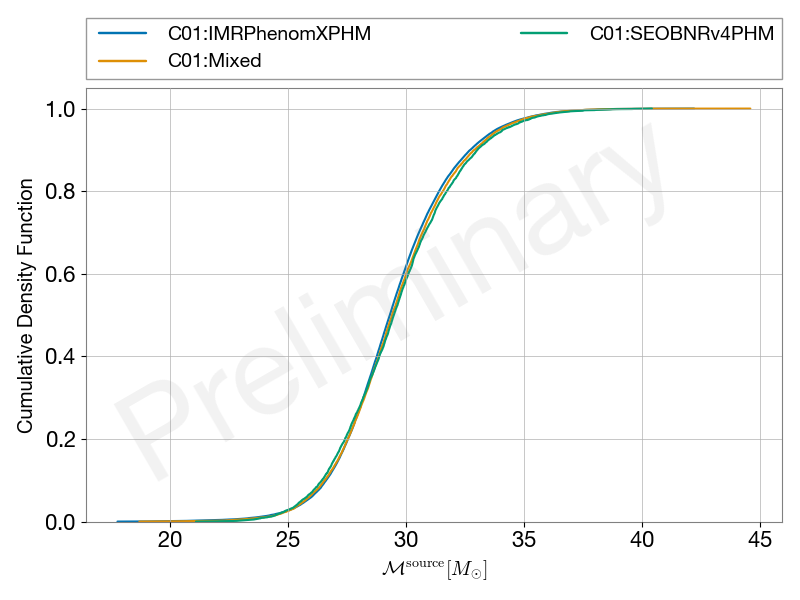 C01:IMRPhenomXPHM
C01:Mixed
C01:SEOBNRv4PHM
Preliminary
Cumulative Density Function
1.0
0.8
0.6
0.4
0.2
0.0
20 25 30 35 40 45
ℳ^source [M_⊙]